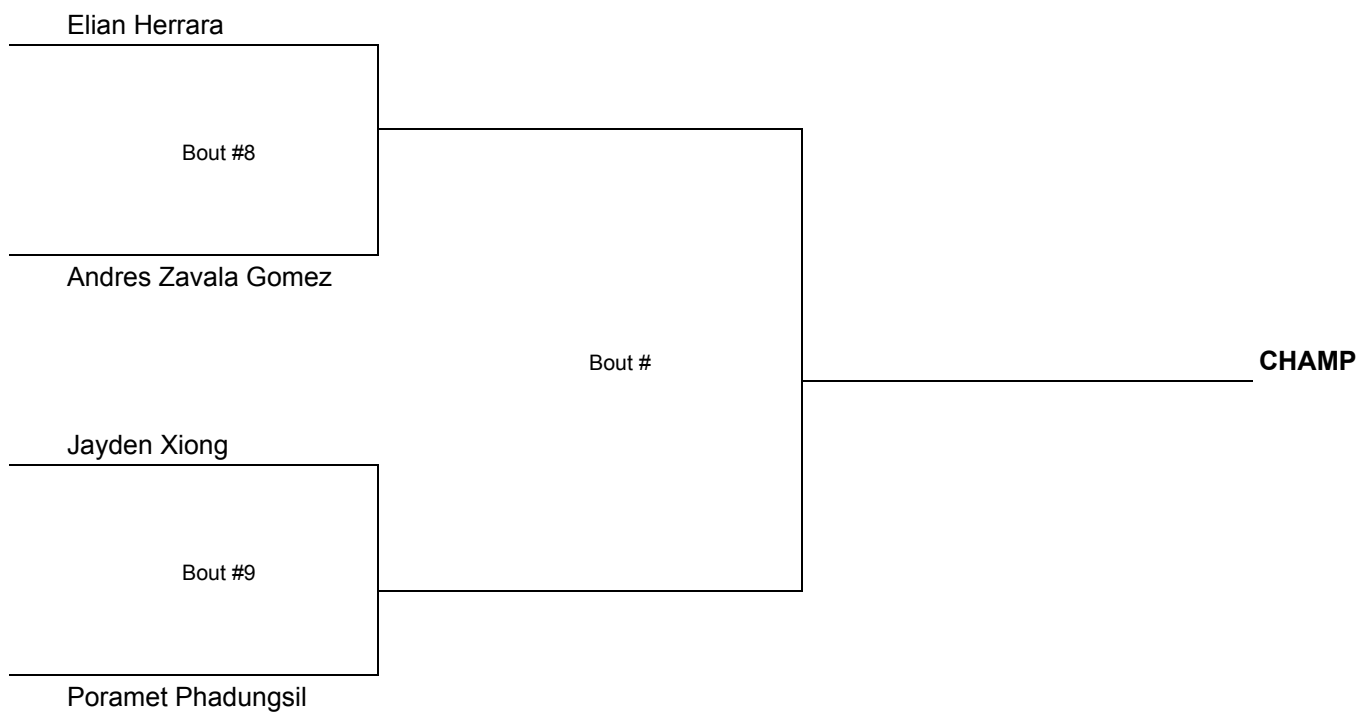 Elian Herrara
Bout #8
Andres Zavala Gomez
Bout #
CHAMP
Jayden Xiong
Bout #9
Poramet Phadungsil